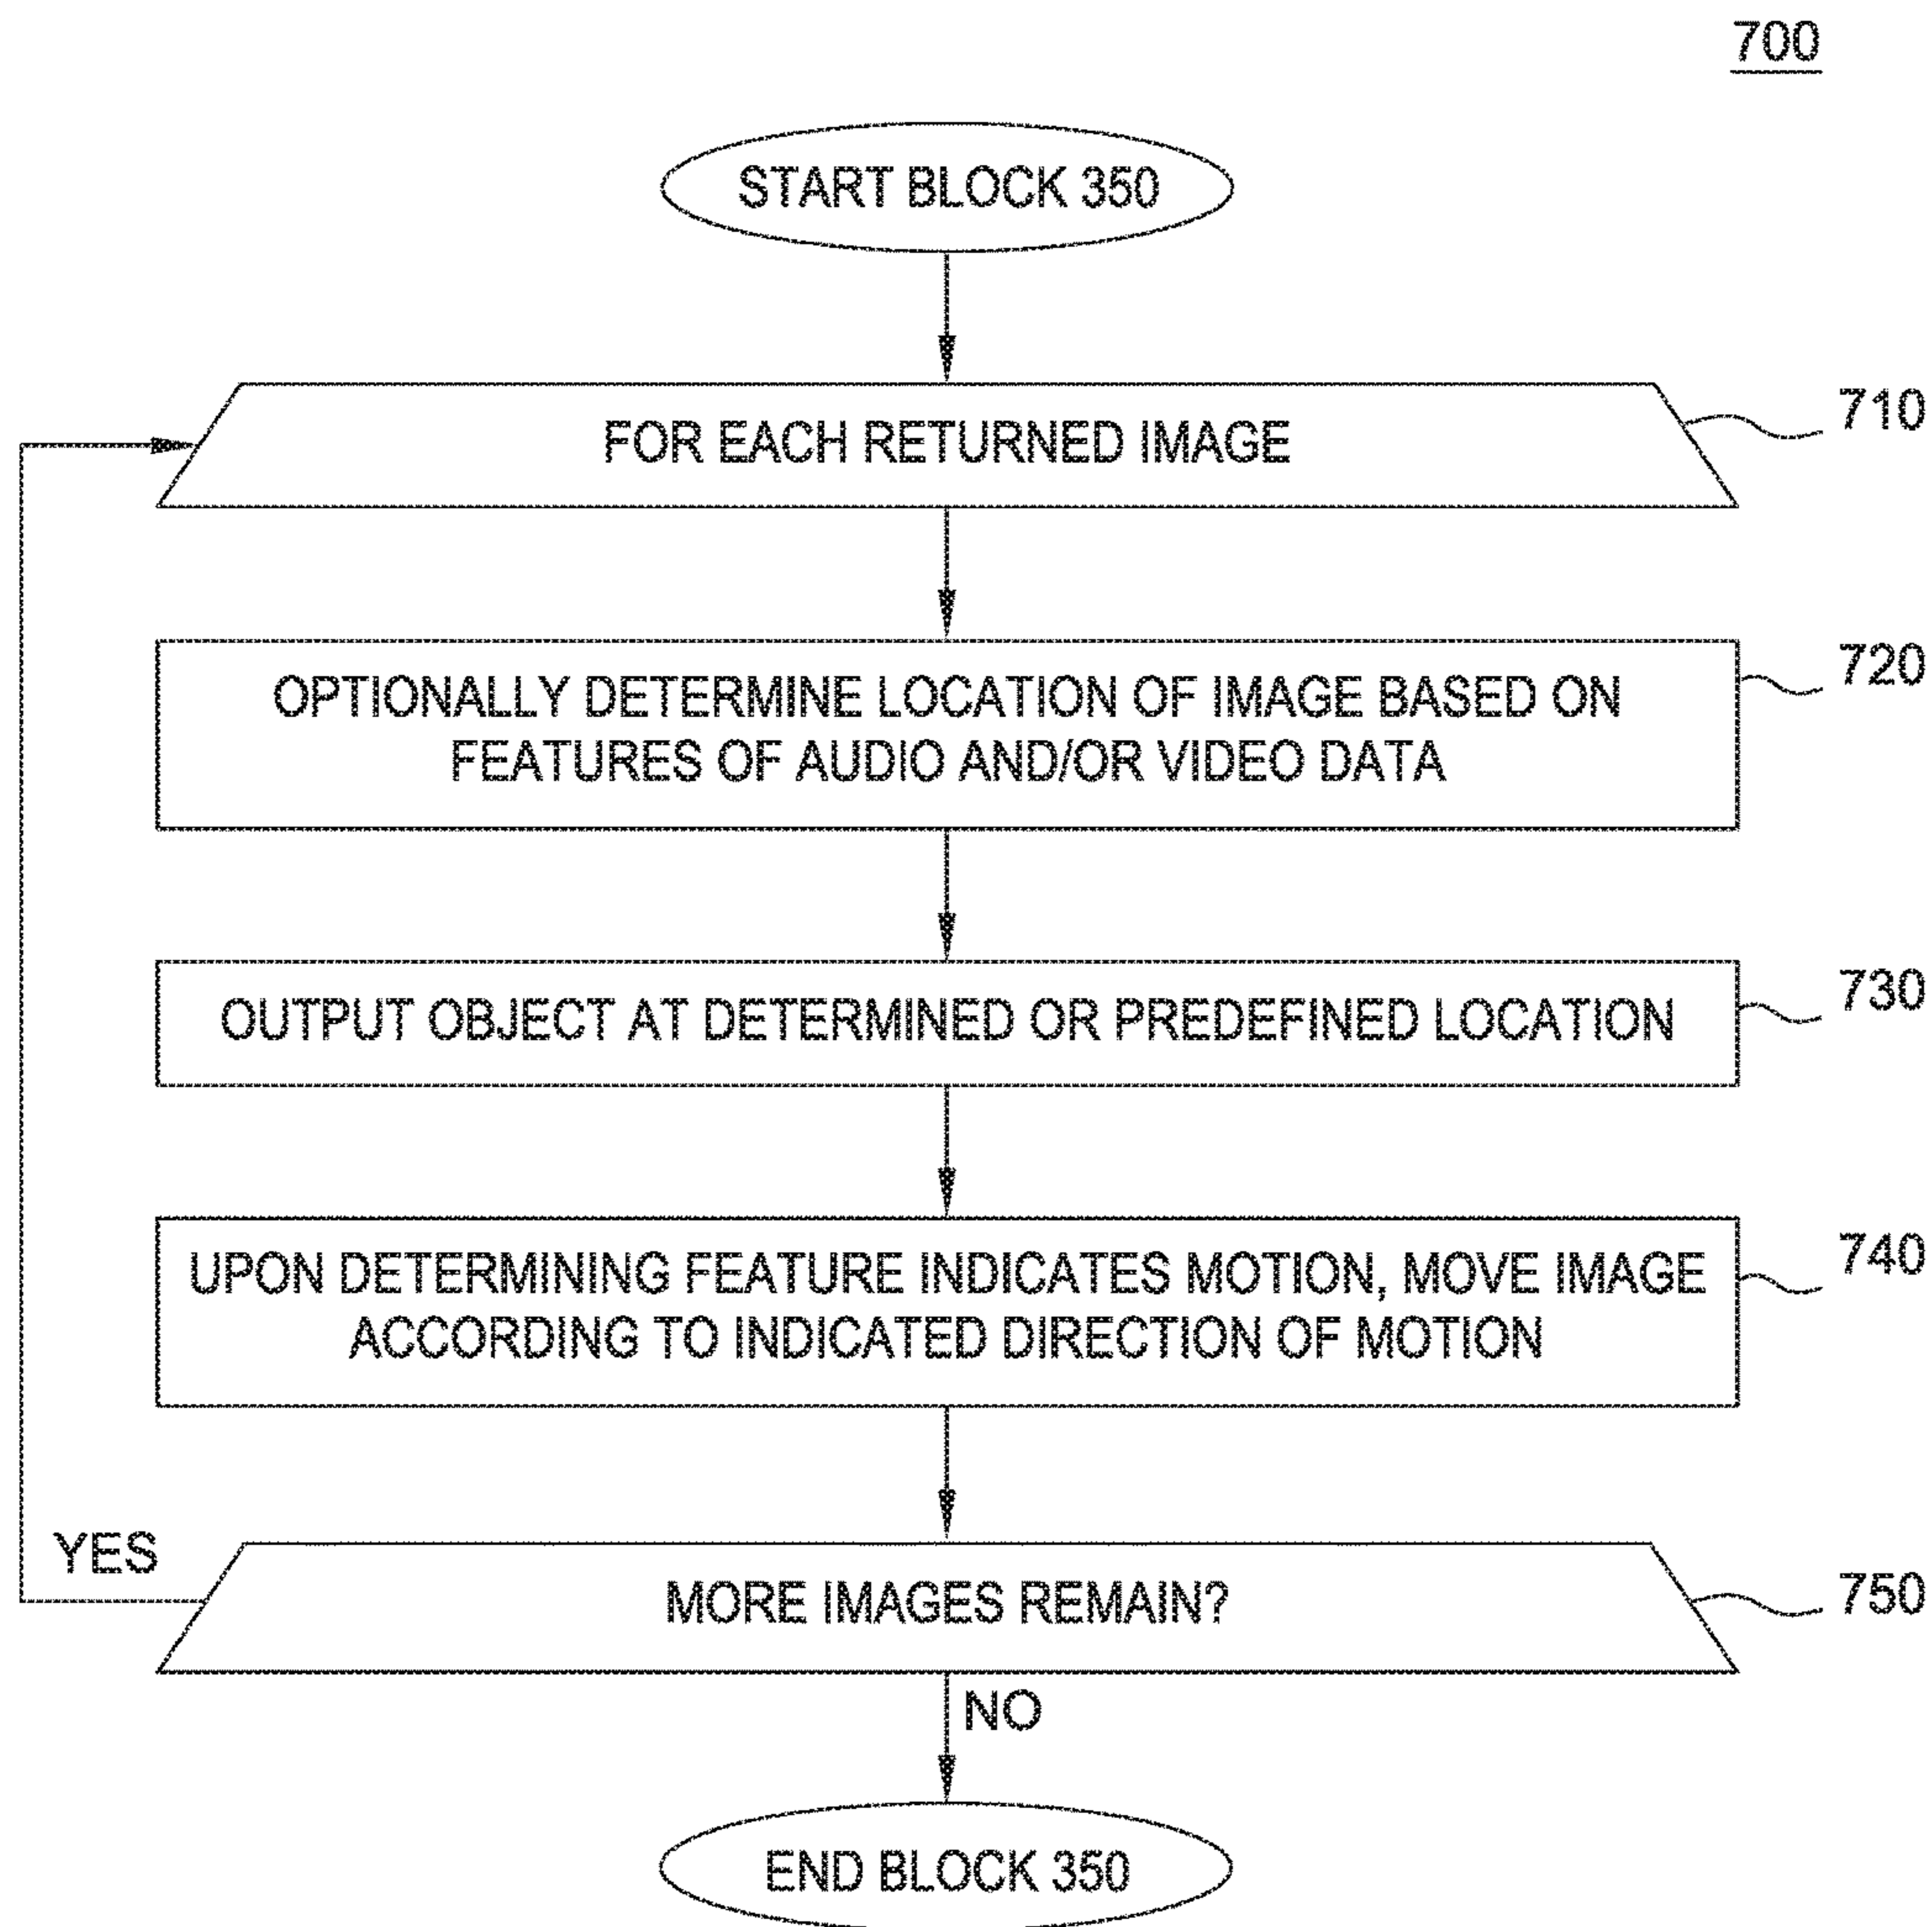 700
START BLOCK 350
FOR EACH RETURNED IMAGE
710
OPTIONALLY DETERMINE LOCATION OF IMAGE BASED ON
FEATURES OF AUDIO AND/OR VIDEO DATA
720
OUTPUT OBJECT AT DETERMINED OR PREDEFINED LOCATION
730
UPON DETERMINING FEATURE INDICATES MOTION, MOVE IMAGE
ACCORDING TO INDICATED DIRECTION OF MOTION
740
YES
MORE IMAGES REMAIN?
750
NO
END BLOCK 350